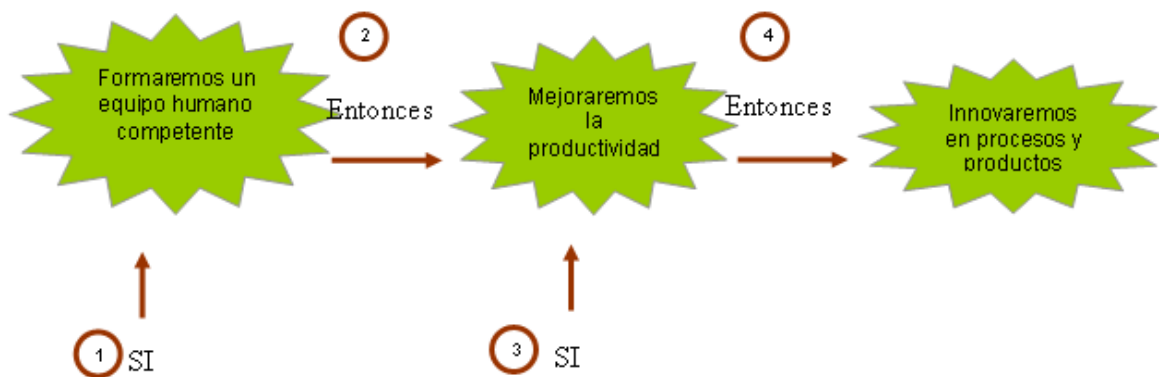 2
4
Formaremos un
equipo humano
competente
Entonces
Mejoraremos
la
productividad
Entonces
Innovaremos
en procesos y
productos
1
SI
3
SI